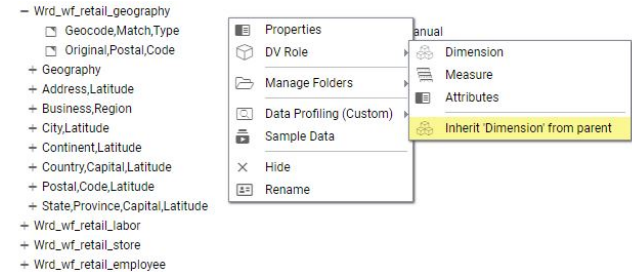 Wrd_wf_retail_geography
Geocode,Match,Type
Original,Postal,Code
Geography
Address,Latitude
Business,Region
City,Latitude
Continent,Latitude
Country,Capital,Latitude
Postal,Code,Latitude
State,Province,Capital,Latitude
Wrd_wf_retail_labor
Wrd_wf_retail_store
Wrd_wf_retail_employee
Properties
DV Role
Manage Folders
Data Profiling (Custom)
Sample Data
Hide
Rename
anual
Dimension
Measure
Attributes
Inherit 'Dimension' from parent